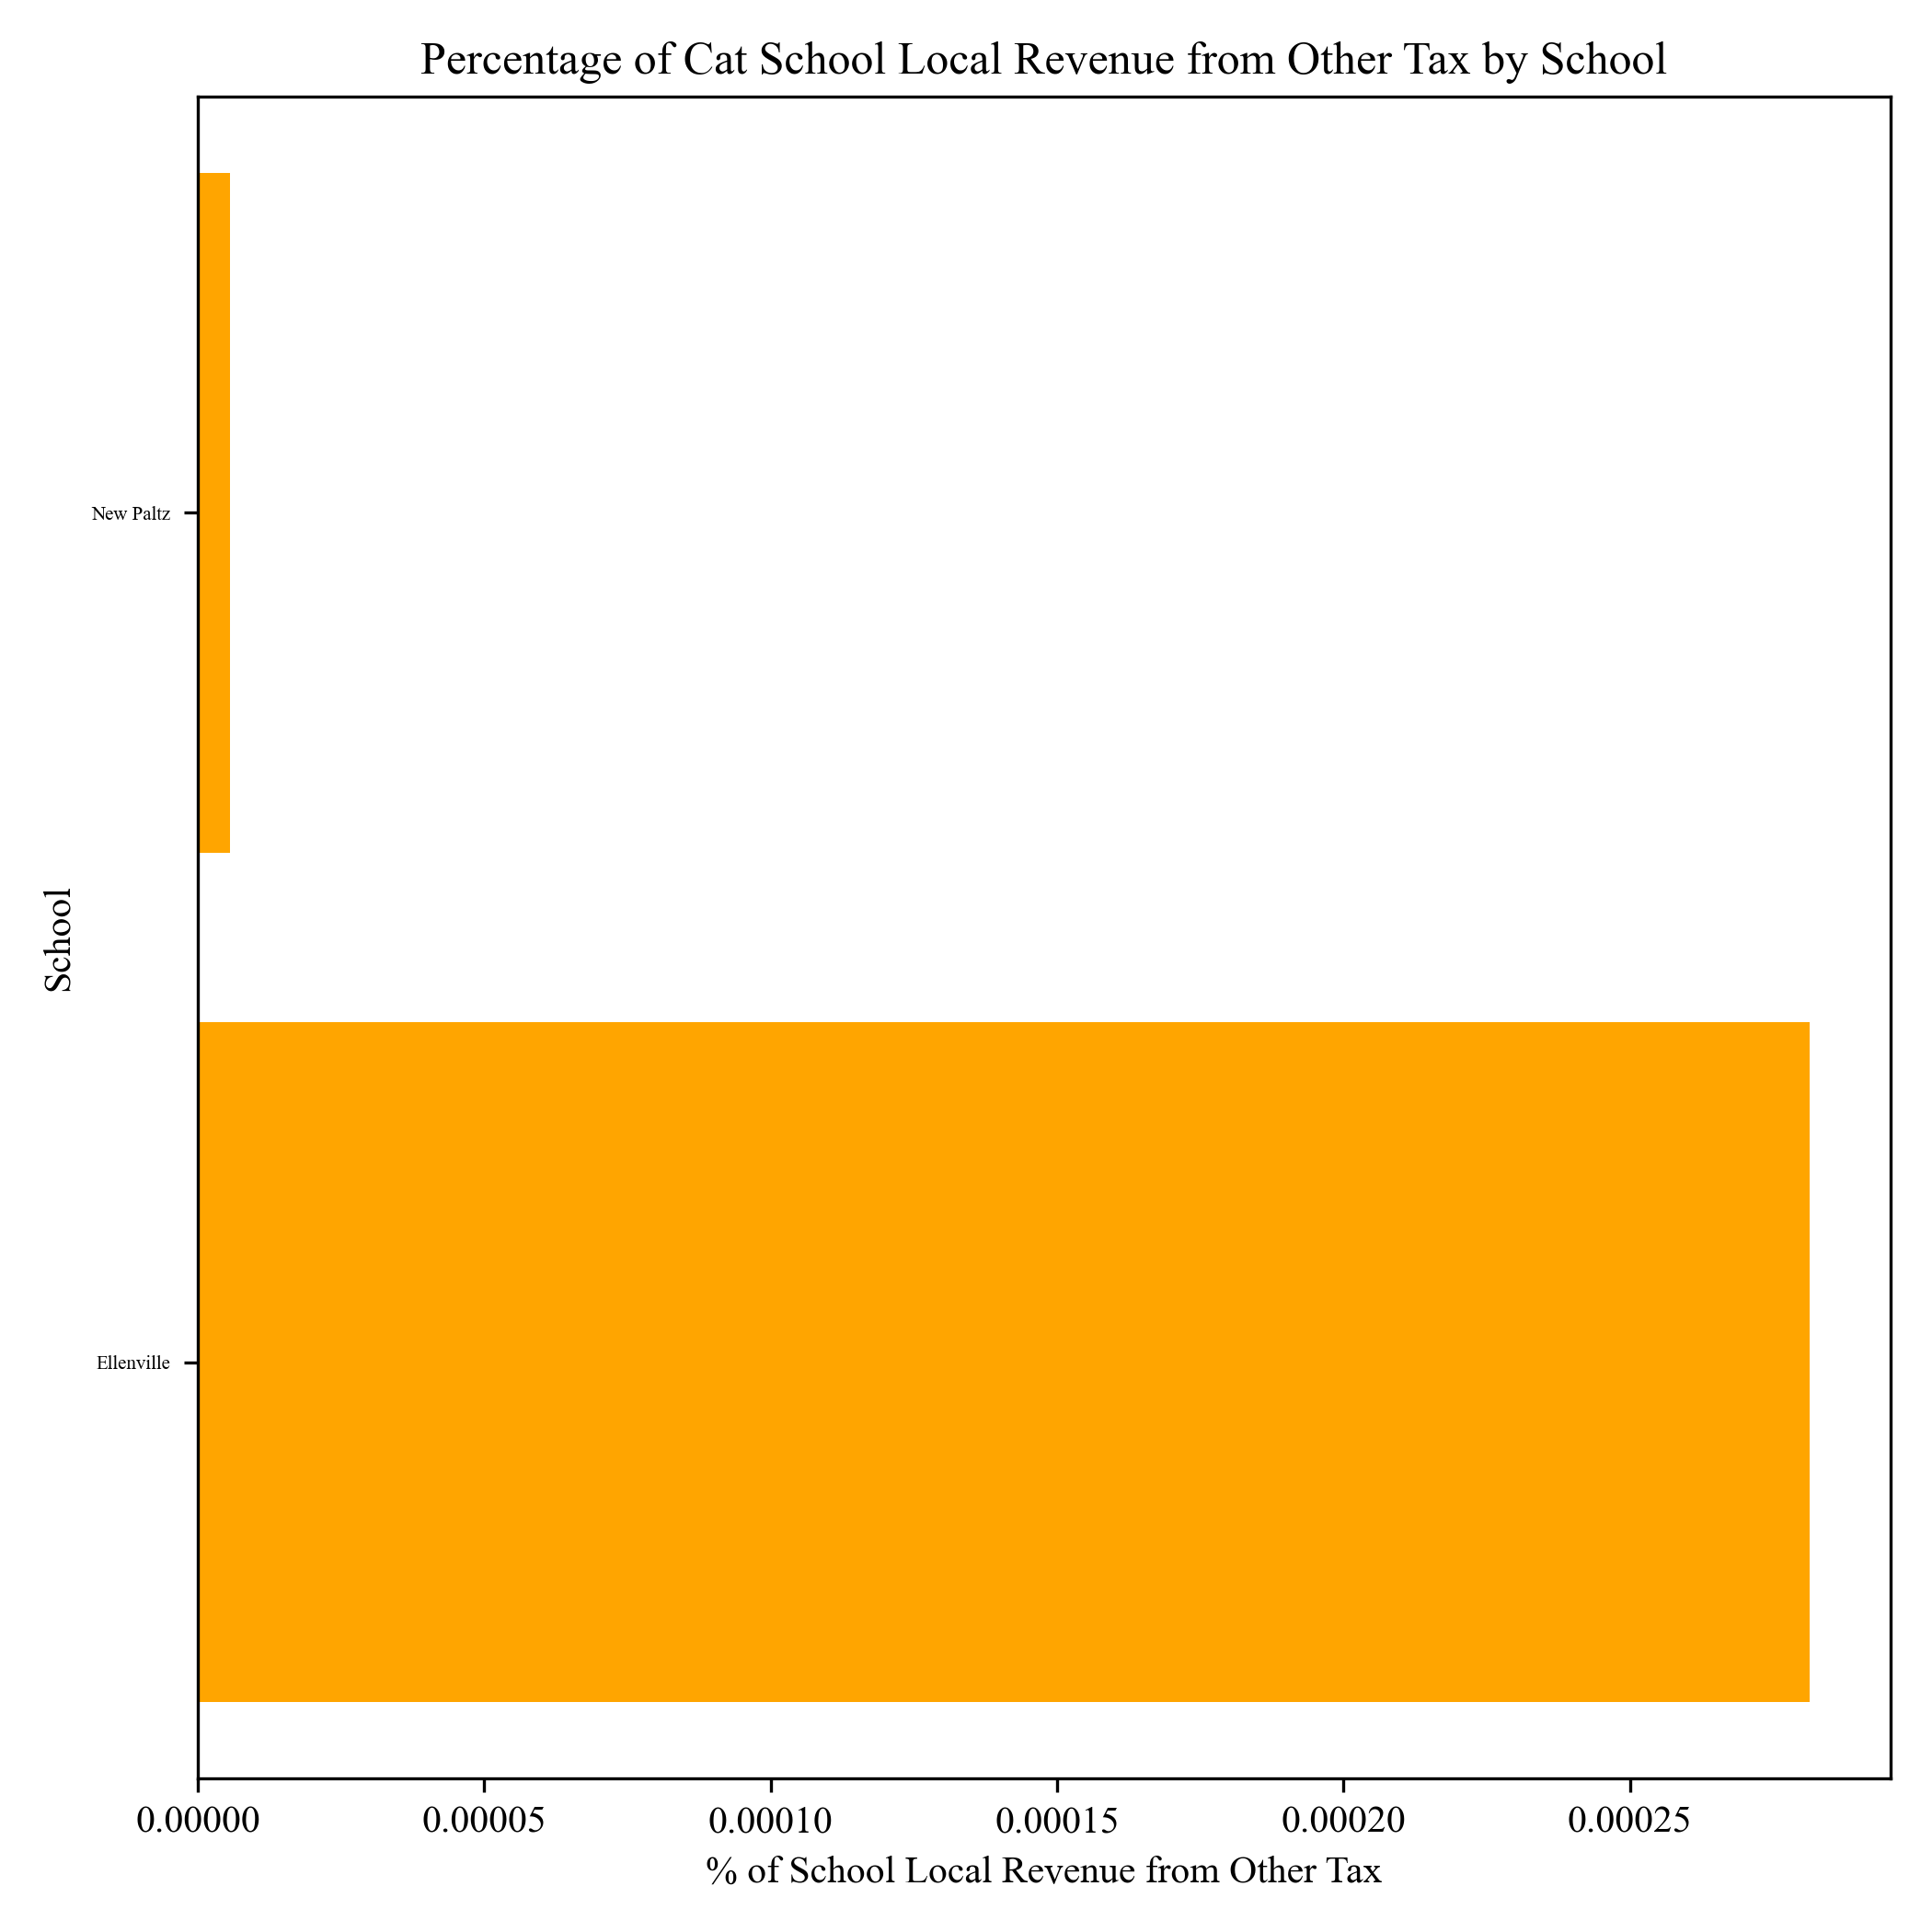 Percentage of Cat School Local Revenue from Other Tax by School
New Paltz
School
Ellenville
0.00000 0.00005 0.00010 0.00015 0.00020 0.00025
% of School Local Revenue from Other Tax